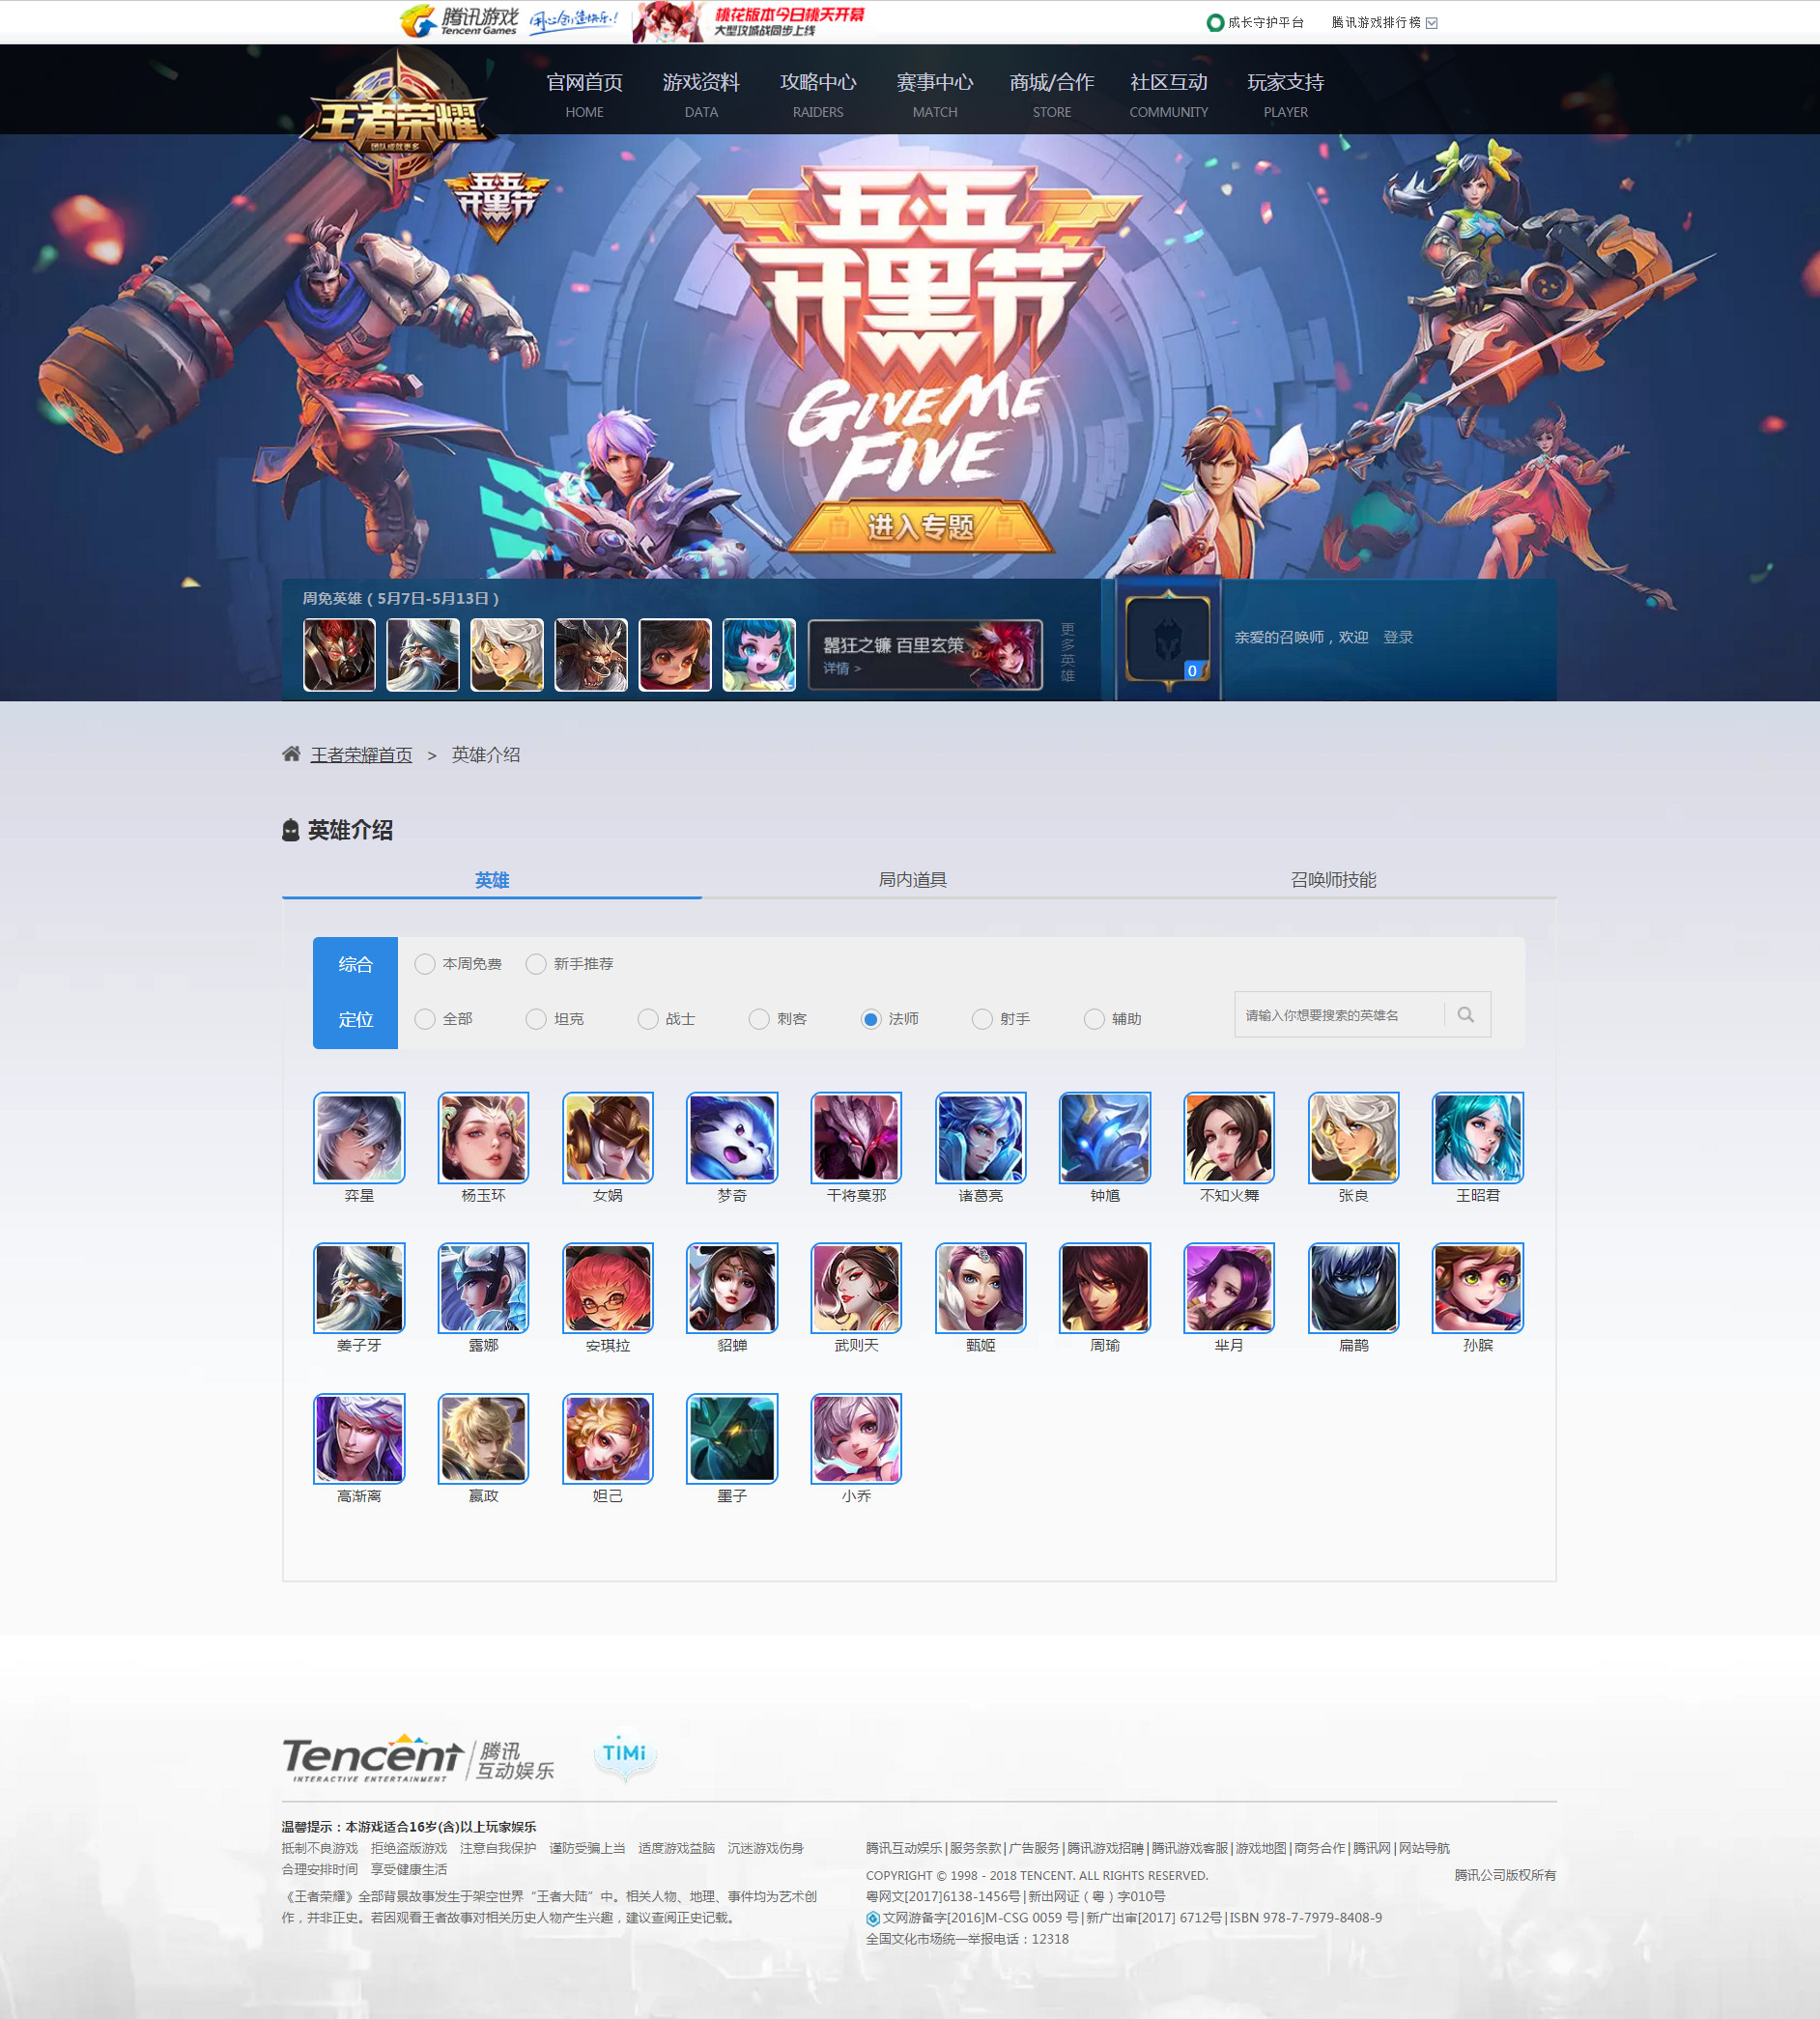 腾讯游戏 用心创造快乐! 桃花版本今日桃天开幕
Tencent Games 大型攻城战同步上线
成长守护平台 腾讯游戏排行榜
官网首页 游戏资料 攻略中心 赛事中心 商城/合作 社区互动 玩家支持
HOME DATA RAIDERS MATCH STORE COMMUNITY PLAYER
王者荣耀
团队成就更多
五五
开黑节
五五
开黑节
GIVE ME
FIVE
进入专题
周免英雄 ( 5月7日-5月13日 )
嚣狂之镰 百里玄策
详情 >
更多英雄
0
亲爱的召唤师，欢迎 登录
王者荣耀首页 > 英雄介绍
英雄介绍
英雄 局内道具 召唤师技能
综合 本周免费 新手推荐
定位 全部 坦克 战士 刺客 法师 射手 辅助
请输入你想要搜索的英雄名
弈星 杨玉环 女娲 梦奇 干将莫邪 诸葛亮 钟馗 不知火舞 张良 王昭君
姜子牙 露娜 安琪拉 貂蝉 武则天 甄姬 周瑜 芈月 扁鹊 孙膑
高渐离 嬴政 妲己 墨子 小乔
Tencent 腾讯
INTERACTIVE ENTERTAINMENT 互动娱乐
TiMi
温馨提示：本游戏适合16岁(含)以上玩家娱乐
抵制不良游戏 拒绝盗版游戏 注意自我保护 谨防受骗上当 适度游戏益脑 沉迷游戏伤身
合理安排时间 享受健康生活
《王者荣耀》全部背景故事发生于架空世界“王者大陆”中。相关人物、地理、事件均为艺术创
作，并非正史。若因观看王者故事对相关历史人物产生兴趣，建议查阅正史记载。
腾讯互动娱乐|服务条款|广告服务|腾讯游戏招聘|腾讯游戏客服|游戏地图|商务合作|腾讯网|网站导航
COPYRIGHT © 1998 - 2018 TENCENT. ALL RIGHTS RESERVED. 腾讯公司版权所有
粤网文[2017]6138-1456号|新出网证（粤）字010号
文网游备字[2016]M-CSG 0059 号|新广出审[2017] 6712号|ISBN 978-7-7979-8408-9
全国文化市场统一举报电话：12318